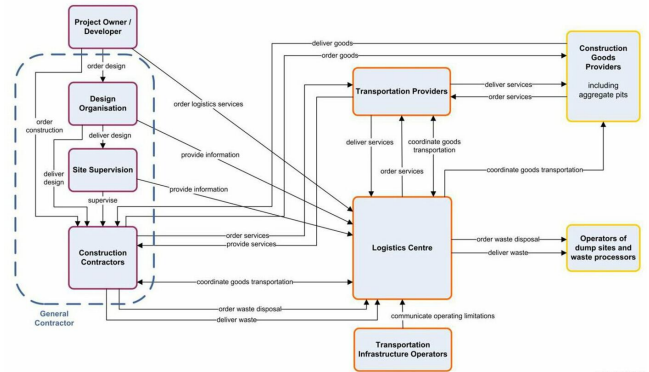 Project Owner /
Developer
deliver goods
order goods
Construction
Goods
Providers
including
aggregate pits
order design
Design
Organisation
order logistics services
Transportation Providers
deliver services
order services
order
construction
deliver design
provide information
deliver services
order services
coordinate goods
transportation
Site Supervision
deliver
design
provide information
coordinate goods transportation
supervise
order services
provide services
Construction
Contractors
Logistics Centre
order waste disposal
deliver waste
Operators of
dump sites and
waste processors
coordinate goods transportation
General
Contractor
order waste disposal
deliver waste
communicate operating limitations
Transportation
Infrastructure Operators